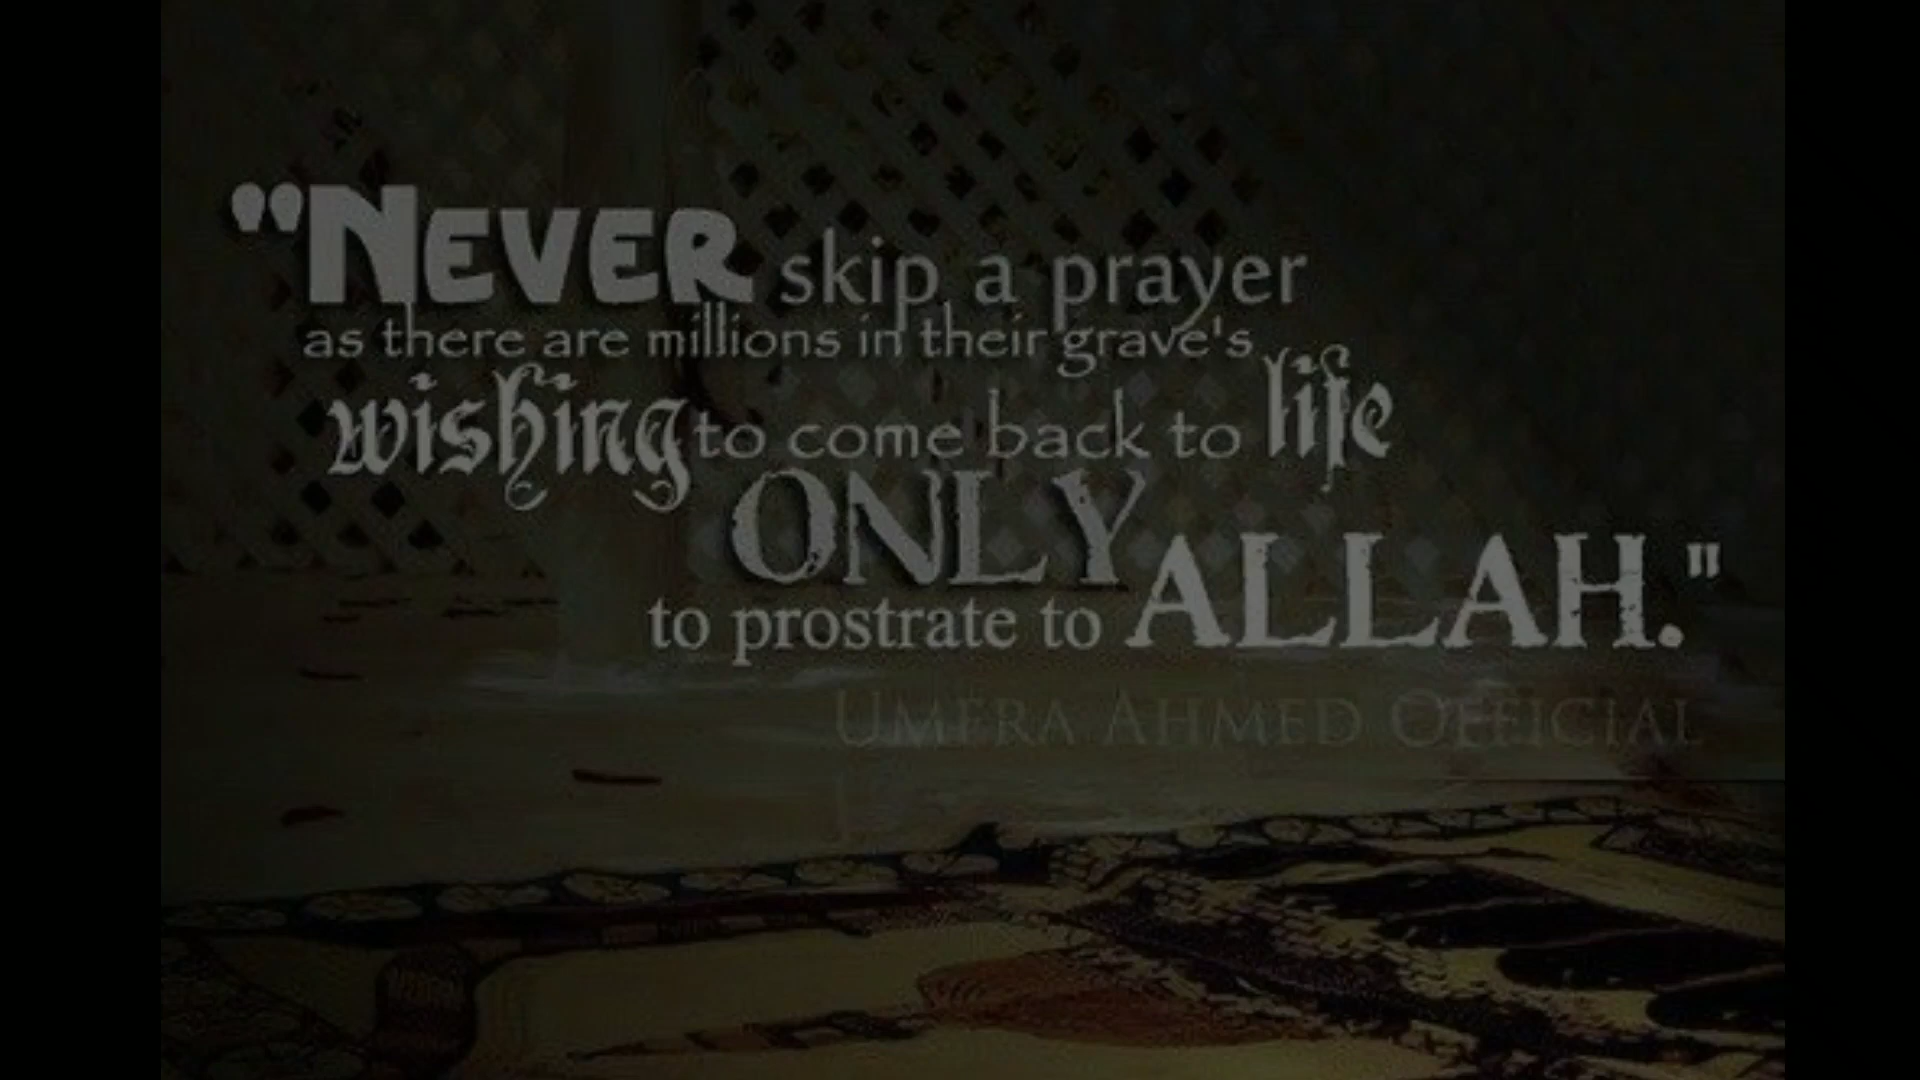 "NEVER skip a prayer
as there are millions in their grave's
wishing to come back to life
ONLY
to prostrate to ALLAH."
UMERA AHMED OFFICIAL